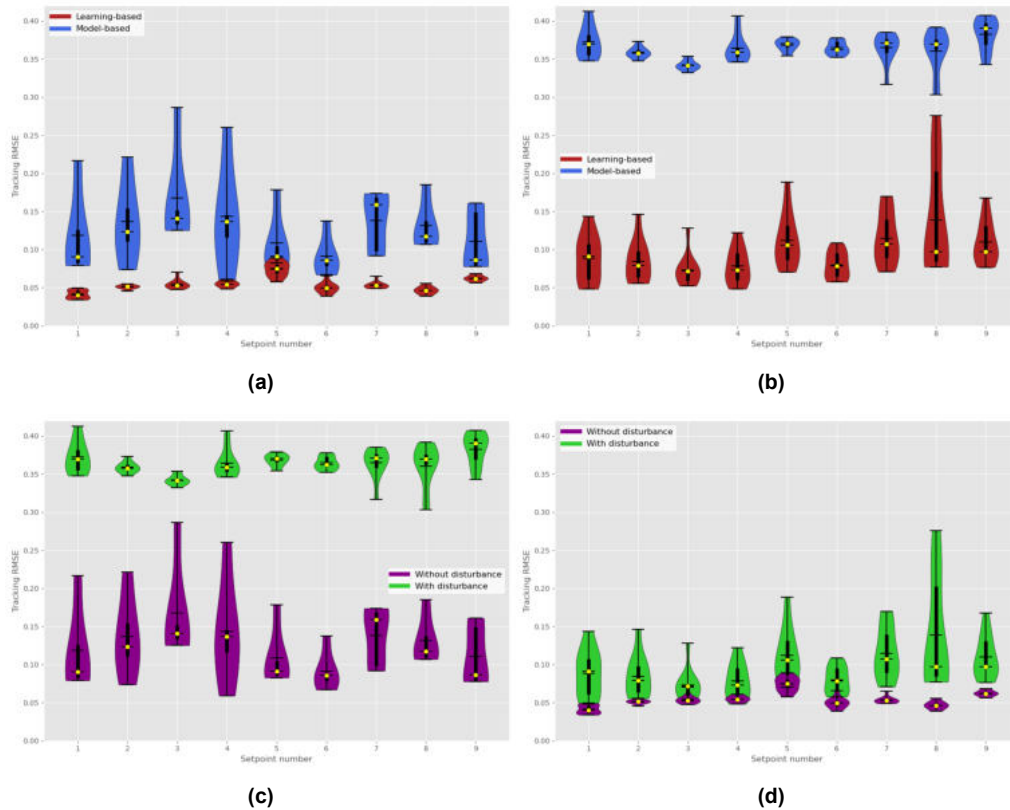 Learning-based
Model-based
Tracking RMSE
0.40
0.35
0.30
0.25
0.20
0.15
0.10
0.05
0.00
1 2 3 4 5 6 7 8 9
Setpoint number
(a)
Learning-based
Model-based
Tracking RMSE
0.40
0.35
0.30
0.25
0.20
0.15
0.10
0.05
0.00
1 2 3 4 5 6 7 8 9
Setpoint number
(b)
Without disturbance
With disturbance
Tracking RMSE
0.40
0.35
0.30
0.25
0.20
0.15
0.10
0.05
0.00
1 2 3 4 5 6 7 8 9
Setpoint number
(c)
Without disturbance
With disturbance
Tracking RMSE
0.40
0.35
0.30
0.25
0.20
0.15
0.10
0.05
0.00
1 2 3 4 5 6 7 8 9
Setpoint number
(d)